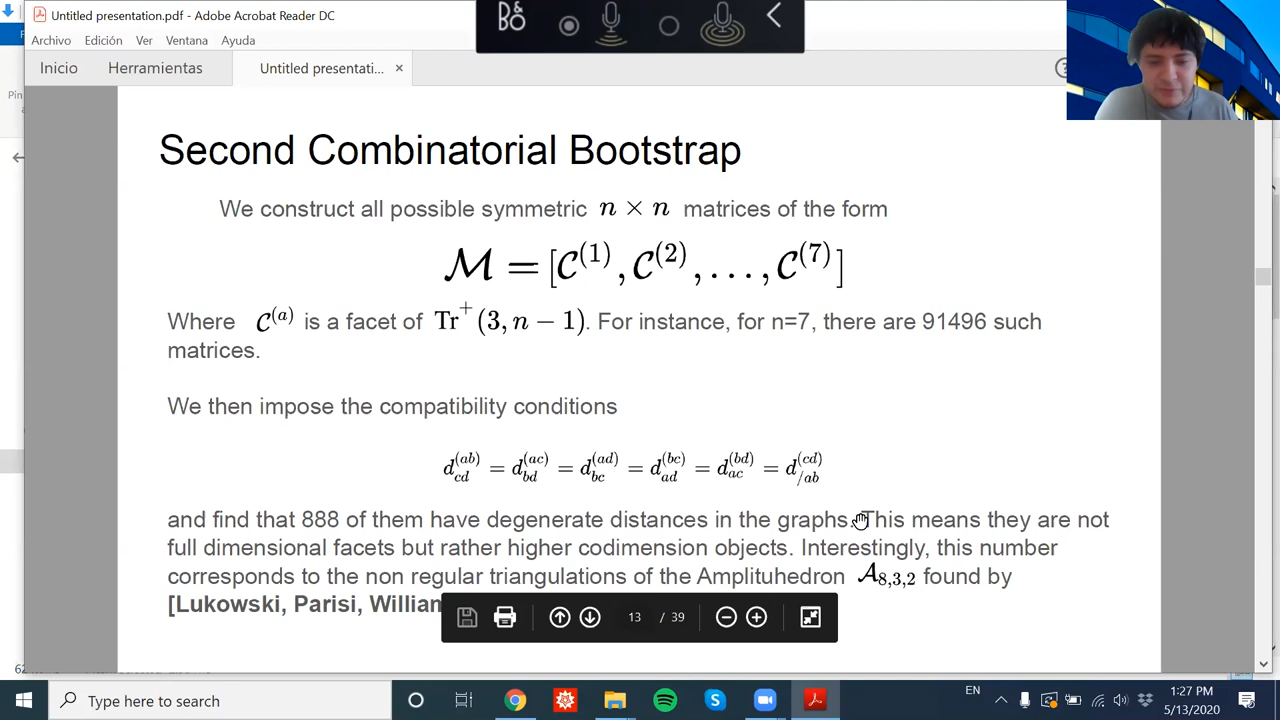 Untitled presentation.pdf - Adobe Acrobat Reader DC
Archivo Edición Ver Ventana Ayuda
Inicio Herramientas Untitled presentati... ×
Second Combinatorial Bootstrap
We construct all possible symmetric n × n matrices of the form
M = [C^(1), C^(2), ..., C^(7)]
Where C^(a) is a facet of Tr^+(3, n − 1). For instance, for n=7, there are 91496 such
matrices.
We then impose the compatibility conditions
d_cd^(ab) = d_bd^(ac) = d_bc^(ad) = d_ad^(bc) = d_ac^(bd) = d_/ab^(cd)
and find that 888 of them have degenerate distances in the graphs. This means they are not
full dimensional facets but rather higher codimension objects. Interestingly, this number
corresponds to the non regular triangulations of the Amplituhedron A_8,3,2 found by
[Lukowski, Parisi, William
13 / 39
Type here to search
EN
1:27 PM
5/13/2020